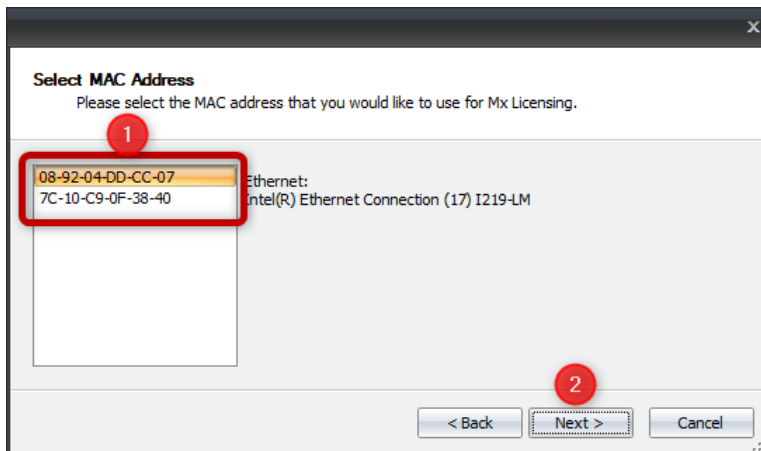 x
Select MAC Address
Please select the MAC address that you would like to use for Mx Licensing.
1
08-92-04-DD-CC-07
7C-10-C9-0F-38-40
Ethernet:
Intel(R) Ethernet Connection (17) I219-LM
2
< Back
Next >
Cancel